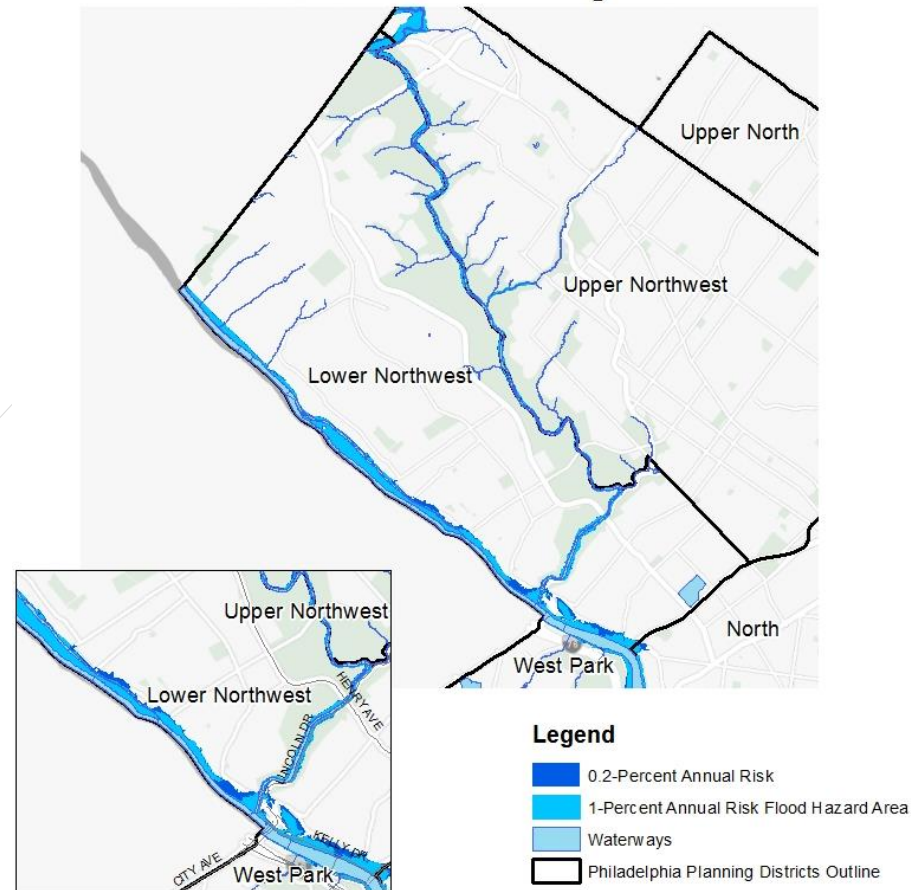 Upper North
Upper Northwest
Lower Northwest
North
West Park
Upper Northwest
Lower Northwest
HENRY AVE
LINCOLN DR
KELLY DR
CITY AVE
West Park
Legend
0.2-Percent Annual Risk
1-Percent Annual Risk Flood Hazard Area
Waterways
Philadelphia Planning Districts Outline